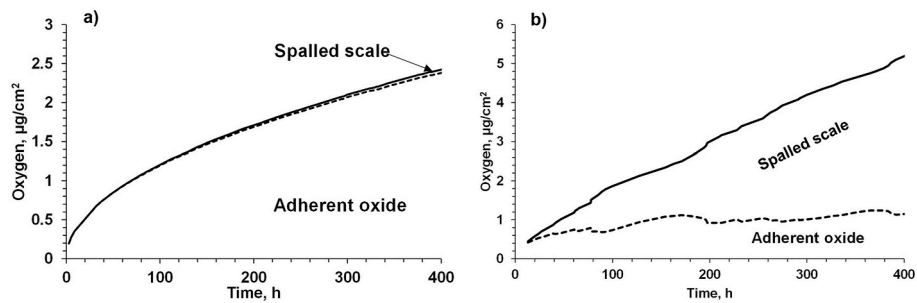 a)
3
2.5
2
1.5
1
0.5
0
Oxygen, µg/cm²
Spalled scale
Adherent oxide
0 100 200 300 400
Time, h
b)
6
5
4
3
2
1
0
Oxygen, µg/cm²
Spalled scale
Adherent oxide
0 100 200 300 400
Time, h